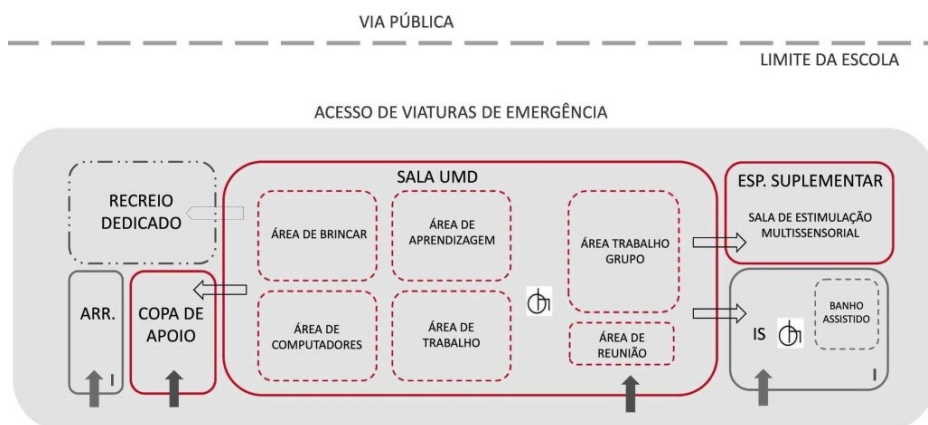 VIA PÚBLICA
LIMITE DA ESCOLA
ACESSO DE VIATURAS DE EMERGÊNCIA
RECREIO
DEDICADO
SALA UMD
ÁREA DE BRINCAR
ÁREA DE
APRENDIZAGEM
ÁREA TRABALHO
GRUPO
ESP. SUPLEMENTAR
SALA DE ESTIMULAÇÃO
MULTISSENSORIAL
ARR.
I
COPA DE
APOIO
ÁREA DE
COMPUTADORES
ÁREA DE
TRABALHO
ÁREA DE
REUNIÃO
IS
BANHO
ASSISTIDO
I